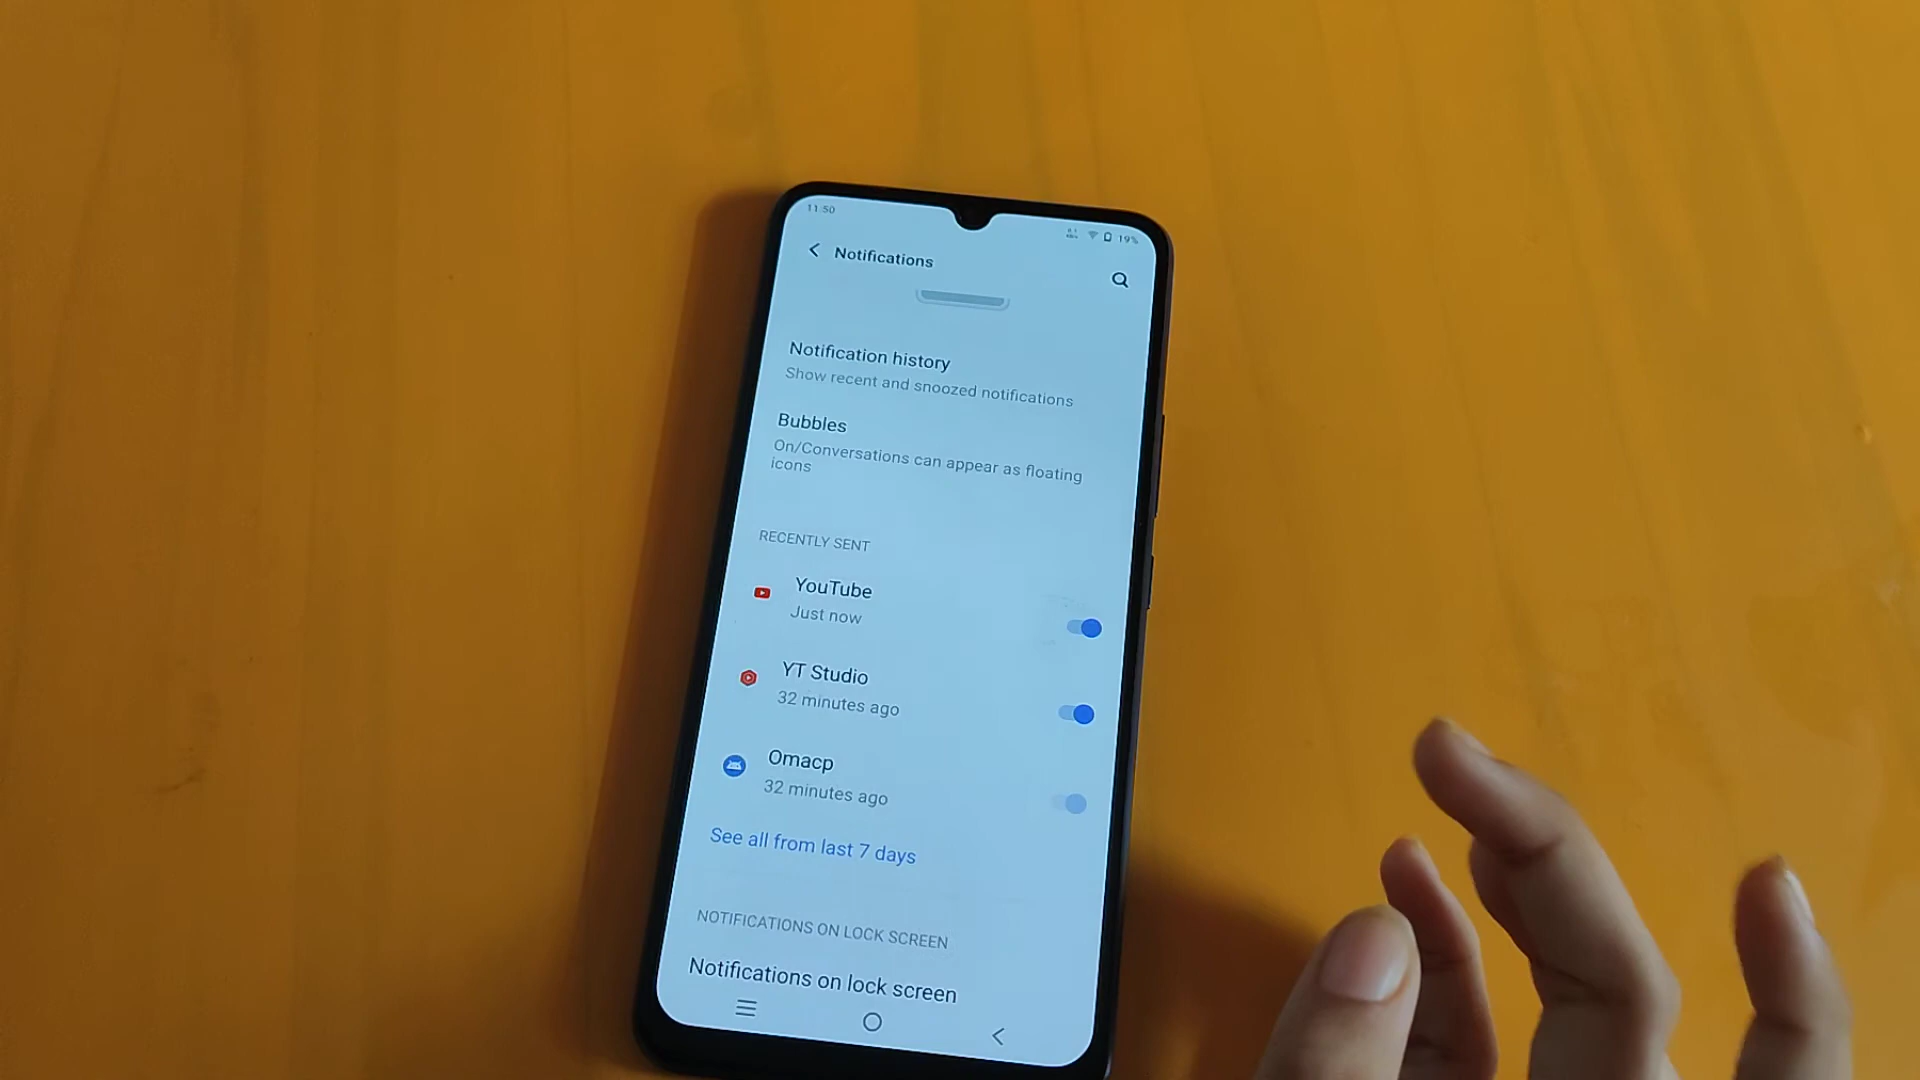 11:50
19%
Notifications
Notification history
Show recent and snoozed notifications
Bubbles
On/Conversations can appear as floating
icons
RECENTLY SENT
YouTube
Just now
YT Studio
32 minutes ago
Omacp
32 minutes ago
See all from last 7 days
NOTIFICATIONS ON LOCK SCREEN
Notifications on lock screen